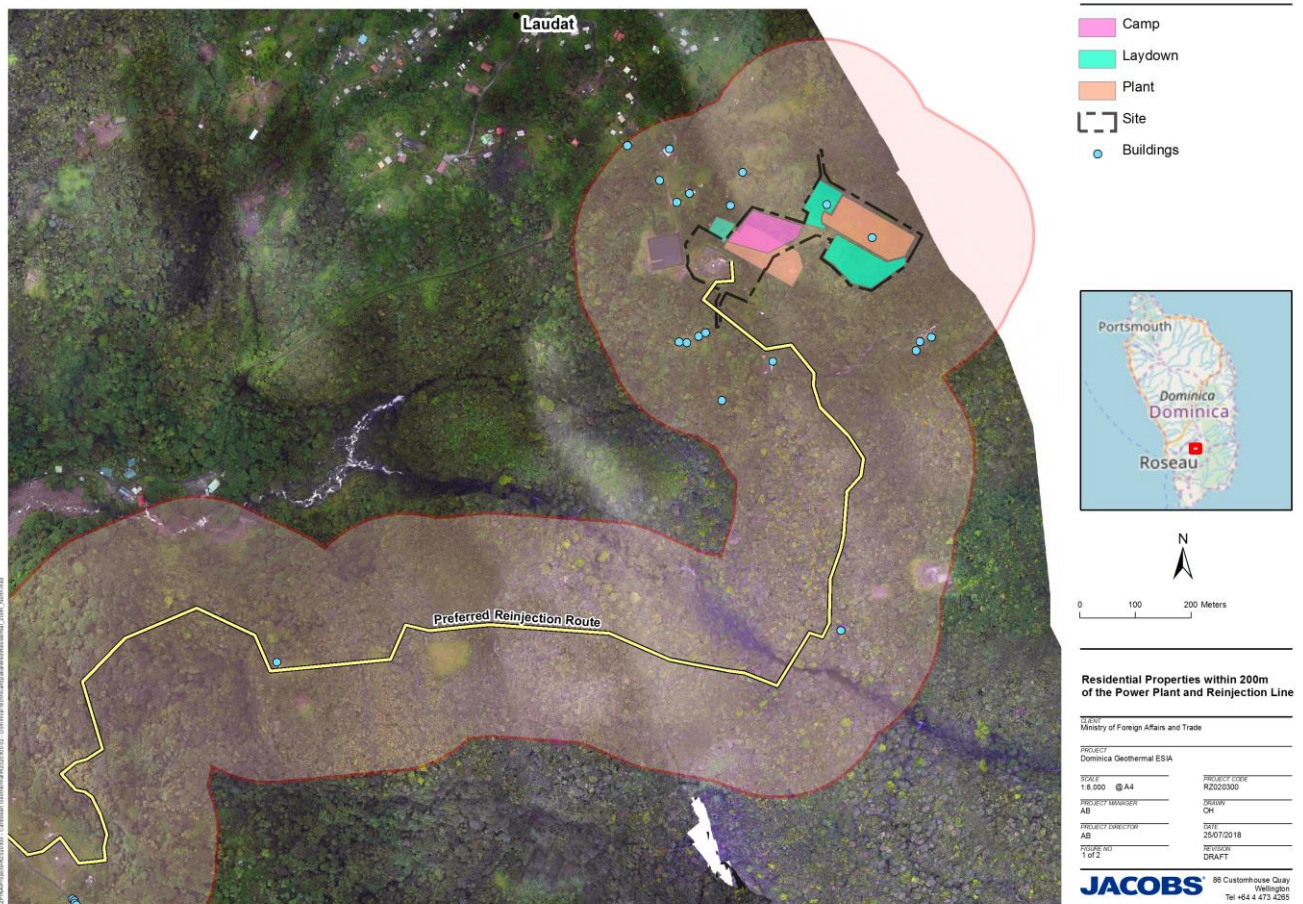 Laudat
Preferred Reinjection Route
Camp
Laydown
Plant
Site
Buildings
Portsmouth
Dominica
Dominica
Roseau
N
0 100 200 Meters
Residential Properties within 200m
of the Power Plant and Reinjection Line
CLIENT
Ministry of Foreign Affairs and Trade
PROJECT
Dominica Geothermal ESIA
SCALE
1:8,000 @ A4
PROJECT CODE
RZ020300
PROJECT MANAGER
AB
DRAWN
OH
PROJECT DIRECTOR
AB
DATE
25/07/2018
FIGURE NO
1 of 2
REVISION
DRAFT
JACOBS
86 Customhouse Quay
Wellington
Tel +64 4 473 4265